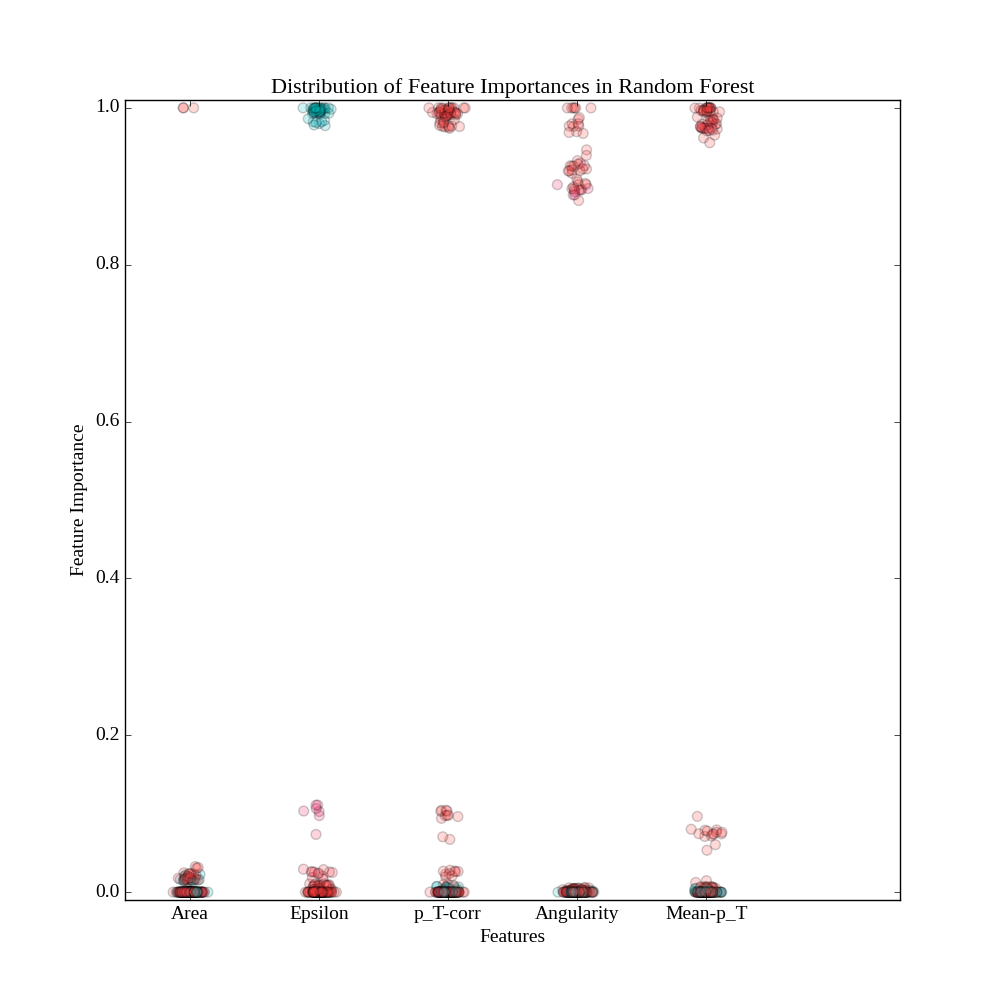 Distribution of Feature Importances in Random Forest
1.0
0.8
0.6
0.4
0.2
0.0
Feature Importance
Area Epsilon p_T-corr Angularity Mean-p_T
Features